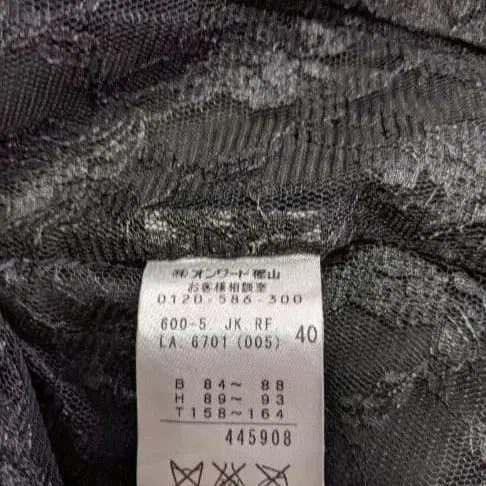 ㈱オンワード樫山
お客様相談室
0120-586-300
600-5. JK. RF.
LA. 6701 (005) 40
B 84～ 88
H 89～ 93
T 158～164
445908